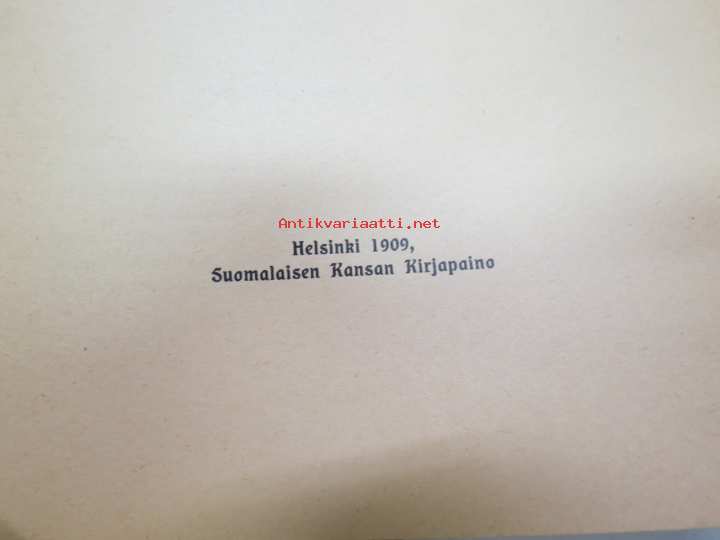 Antikvariaatti.net
Helsinki 1909,
Suomalaisen Kansan Kirjapaino